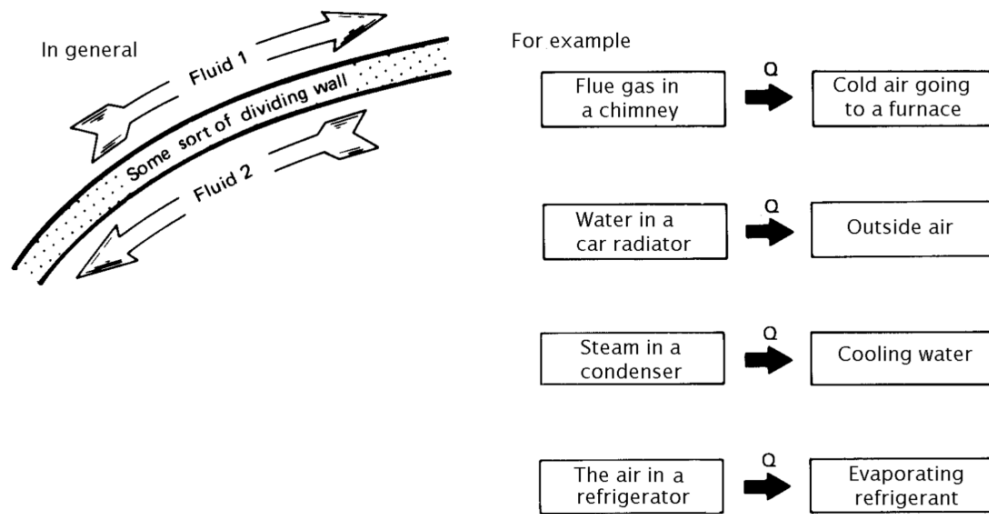 In general
Fluid 1
Some sort of dividing wall
Fluid 2
For example
Flue gas in
a chimney
Q
Cold air going
to a furnace
Water in a
car radiator
Q
Outside air
Steam in a
condenser
Q
Cooling water
The air in a
refrigerator
Q
Evaporating
refrigerant